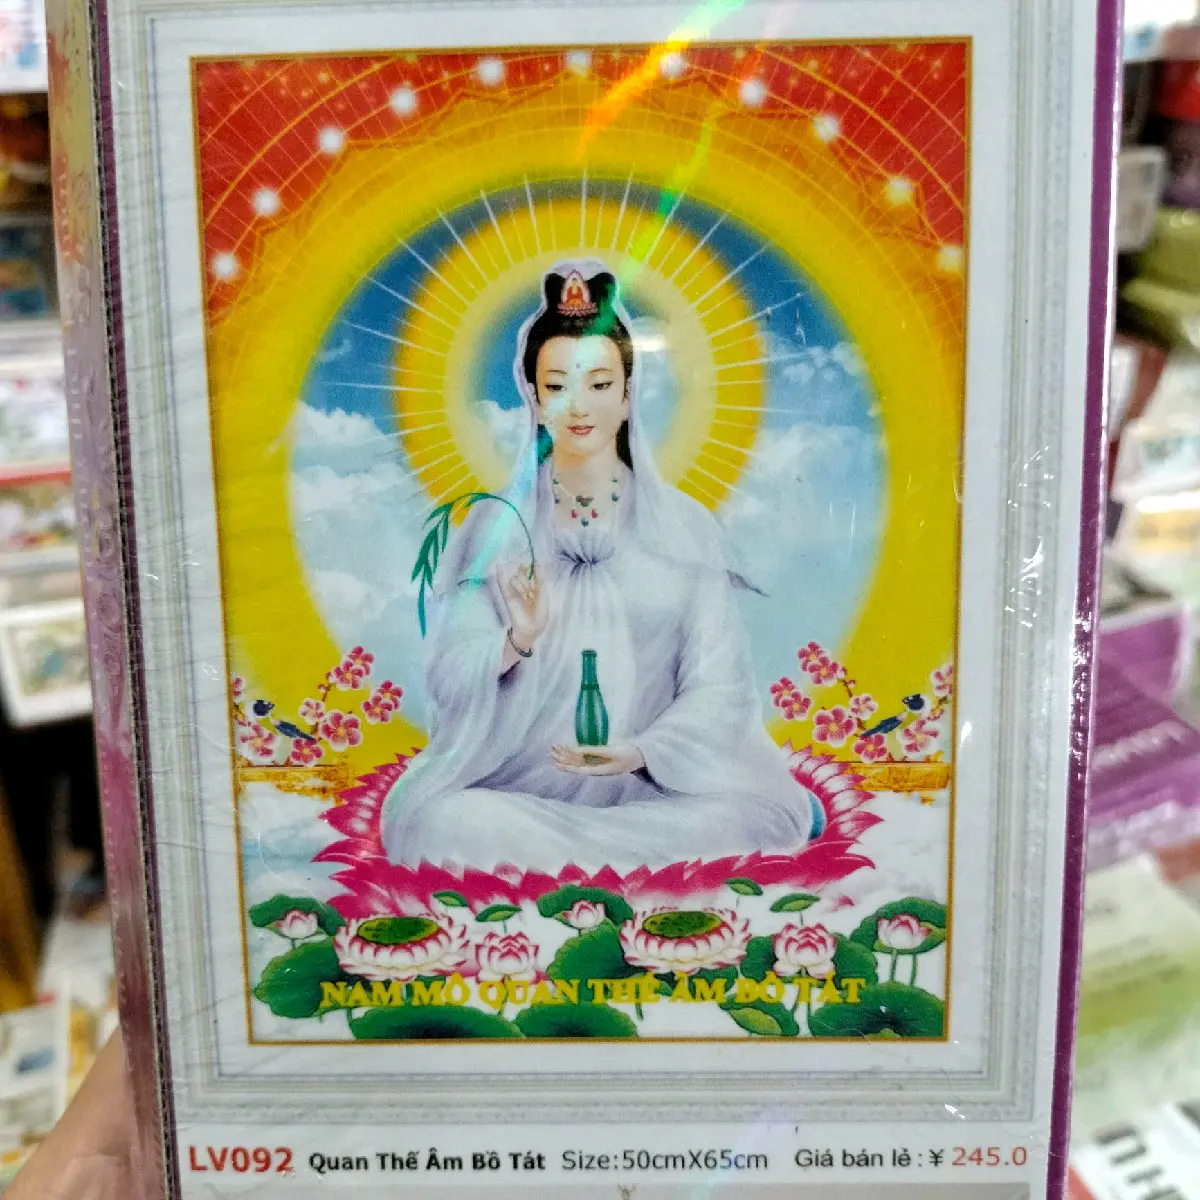 NAM MÔ QUAN THẾ ÂM BỒ TÁT
LV092 Quan Thế Âm Bồ Tát Size:50cmX65cm Giá bán lẻ : ¥ 245.0